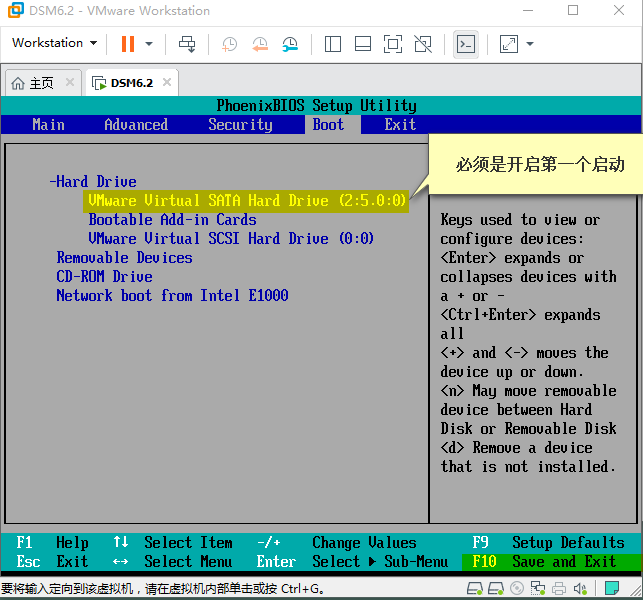 DSM6.2 - VMware Workstation
Workstation
主页
DSM6.2
PhoenixBIOS Setup Utility
Main Advanced Security Boot Exit
必须是开启第一个启动
-Hard Drive
VMware Virtual SATA Hard Drive (2:5.0:0)
Bootable Add-in Cards
VMware Virtual SCSI Hard Drive (0:0)
Removable Devices
CD-ROM Drive
Network boot from Intel E1000
Keys used to view or
configure devices:
<Enter> expands or
collapses devices with
a + or -
<Ctrl+Enter> expands
all
<+> and <-> moves the
device up or down.
<n> May move removable
device between Hard
Disk or Removable Disk
<d> Remove a device
that is not installed.
F1 Help ↑↓ Select Item -/+ Change Values F9 Setup Defaults
Esc Exit ↔ Select Menu Enter Select ▶ Sub-Menu F10 Save and Exit
要将输入定向到该虚拟机，请在虚拟机内部单击或按 Ctrl+G。